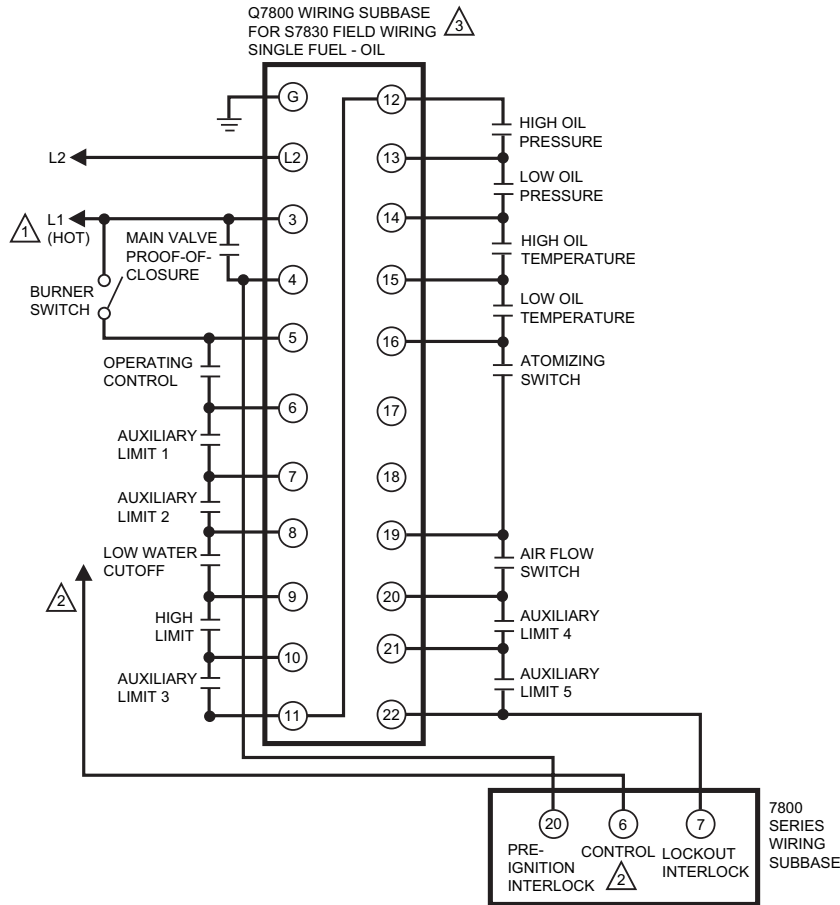 Q7800 WIRING SUBBASE
FOR S7830 FIELD WIRING
SINGLE FUEL - OIL
3
G
12
HIGH OIL
PRESSURE
L2
L2
13
LOW OIL
PRESSURE
1
L1
(HOT)
3
14
MAIN VALVE
PROOF-OF-
CLOSURE
HIGH OIL
TEMPERATURE
4
15
BURNER
SWITCH
LOW OIL
TEMPERATURE
5
16
OPERATING
CONTROL
ATOMIZING
SWITCH
6
17
AUXILIARY
LIMIT 1
7
18
AUXILIARY
LIMIT 2
8
19
LOW WATER
CUTOFF
AIR FLOW
SWITCH
2
9
20
HIGH
LIMIT
AUXILIARY
LIMIT 4
10
21
AUXILIARY
LIMIT 3
AUXILIARY
LIMIT 5
11
22
20
6
7
PRE-
IGNITION
INTERLOCK
CONTROL
2
LOCKOUT
INTERLOCK
7800
SERIES
WIRING
SUBBASE